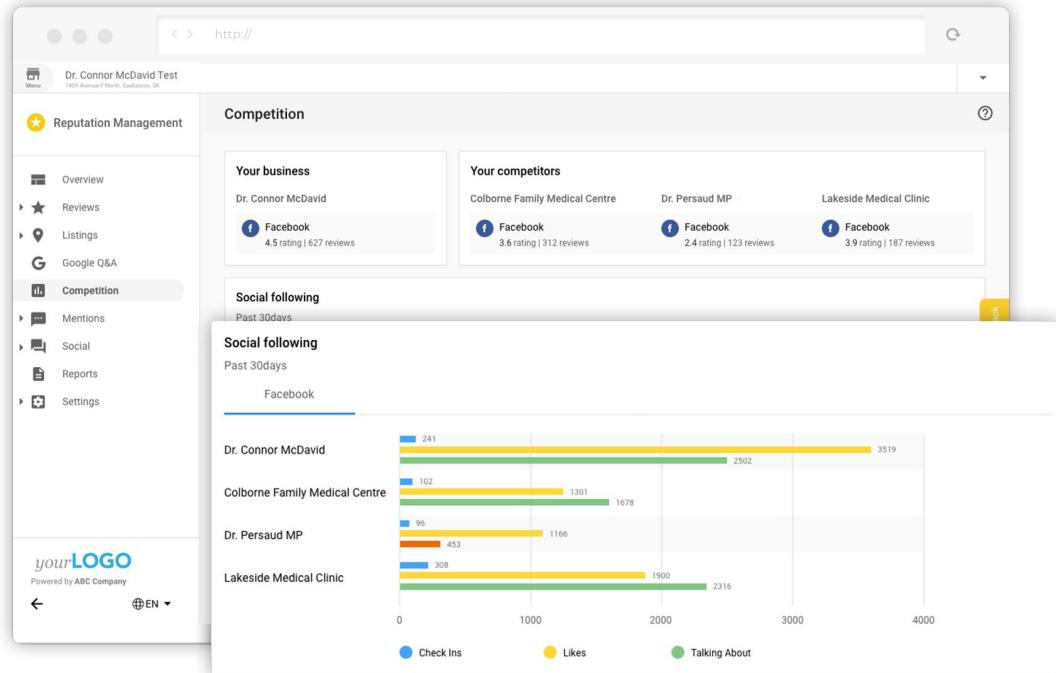 http://
Menu
Dr. Connor McDavid Test
1409 Avenue F North, Saskatoon, SK
Reputation Management
Competition
Overview
Reviews
Listings
Google Q&A
Competition
Mentions
Social
Reports
Settings
yourLOGO
Powered by ABC Company
EN
Your business
Dr. Connor McDavid
Facebook
4.5 rating | 627 reviews
Your competitors
Colborne Family Medical Centre
Facebook
3.6 rating | 312 reviews
Dr. Persaud MP
Facebook
2.4 rating | 123 reviews
Lakeside Medical Clinic
Facebook
3.9 rating | 187 reviews
Social following
Past 30days
Social following
Past 30days
Facebook
Dr. Connor McDavid
241
3519
2502
Colborne Family Medical Centre
102
1301
1678
Dr. Persaud MP
96
1166
453
Lakeside Medical Clinic
308
1900
2316
0 1000 2000 3000 4000
Check Ins Likes Talking About